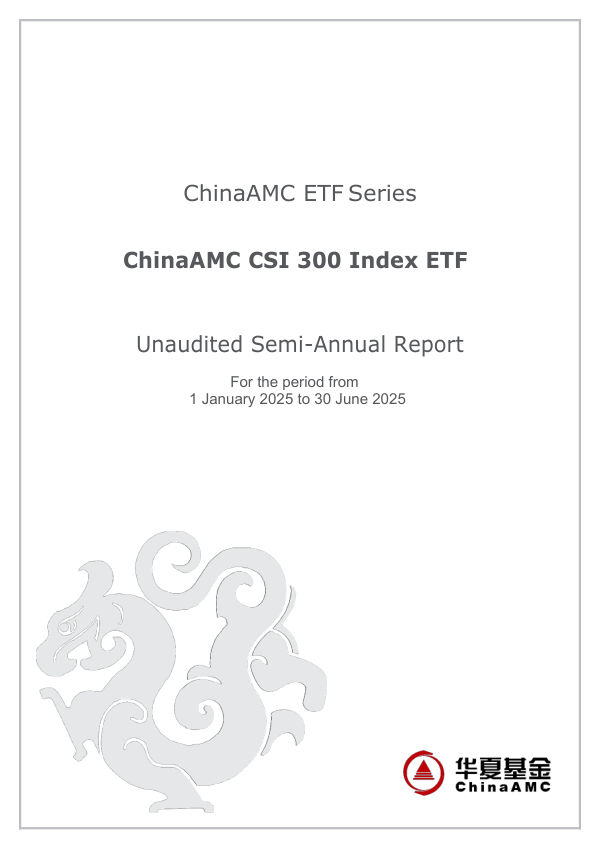 ChinaAMC ETF Series
ChinaAMC CSI 300 Index ETF
Unaudited Semi-Annual Report
For the period from
1 January 2025 to 30 June 2025
华夏基金
ChinaAMC